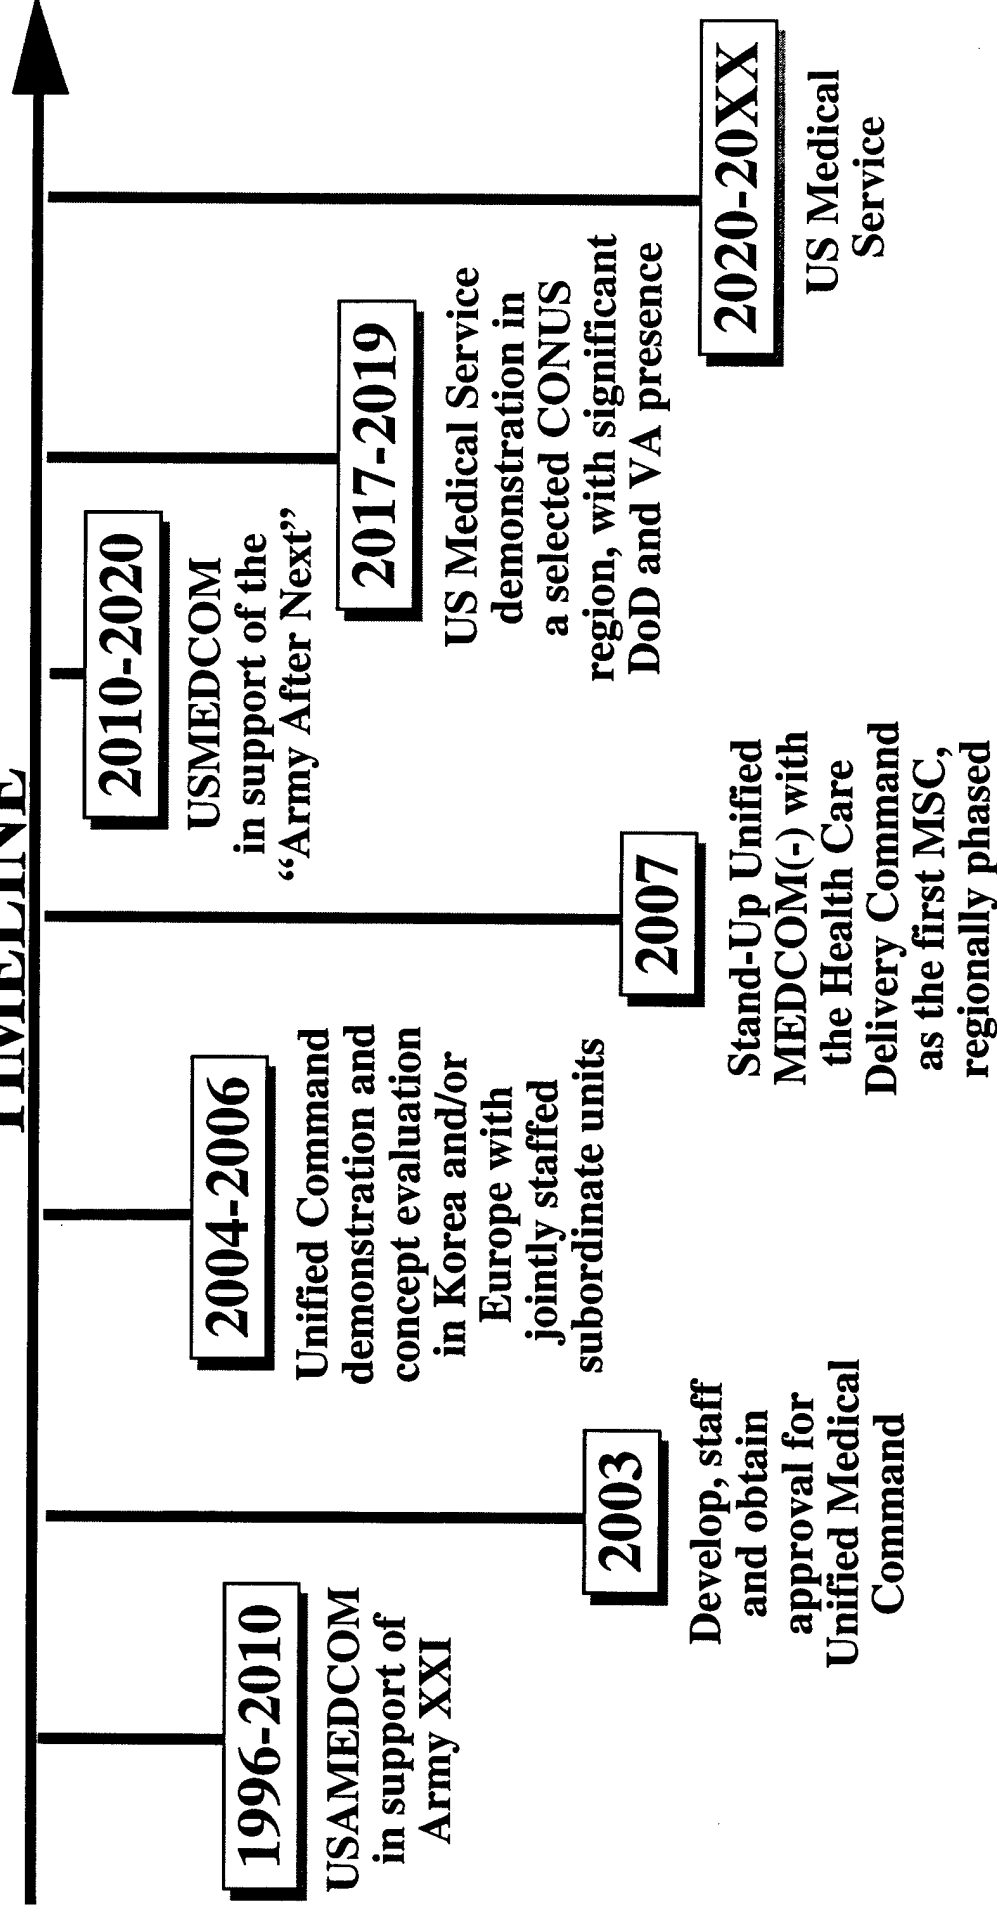 TIMELINE
1996-2010
USAMEDCOM
in support of
Army XXI
2003
Develop, staff
and obtain
approval for
Unified Medical
Command
2004-2006
Unified Command
demonstration and
concept evaluation
in Korea and/or
Europe with
jointly staffed
subordinate units
2007
Stand-Up Unified
MEDCOM(-) with
the Health Care
Delivery Command
as the first MSC,
regionally phased
2010-2020
USMEDCOM
in support of the
“Army After Next”
2017-2019
US Medical Service
demonstration in
a selected CONUS
region, with significant
DoD and VA presence
2020-20XX
US Medical
Service